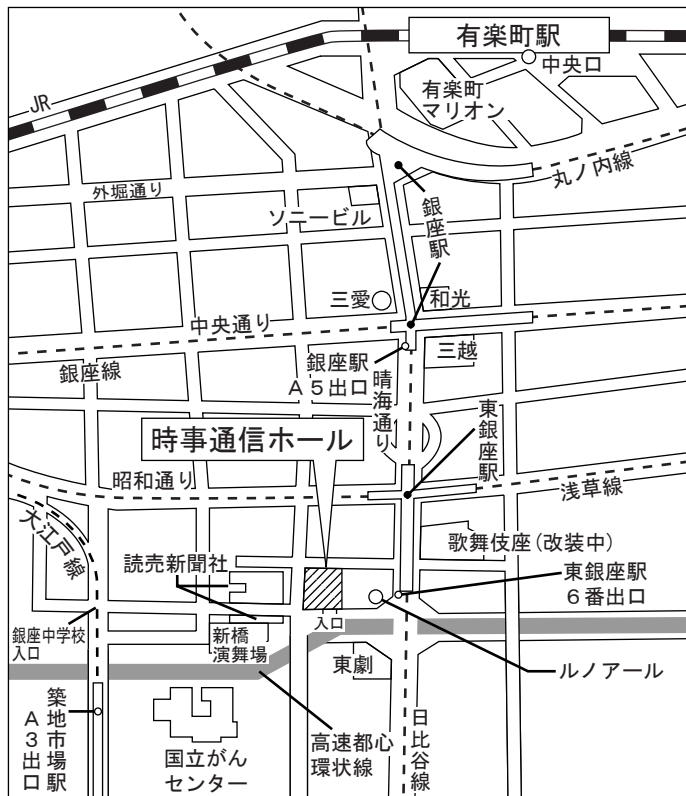 有楽町駅
中央口
有楽町
マリオン
JR
丸ノ内線
外堀通り
銀座駅
ソニービル
三愛
和光
中央通り
三越
銀座駅
A5出口
銀座線
晴海通り
時事通信ホール
東銀座駅
昭和通り
浅草線
大江戸線
歌舞伎座(改装中)
読売新聞社
東銀座駅
6番出口
入口
銀座中学校
入口
新橋
演舞場
東劇
ルノアール
築地市場駅
A3出口
国立がん
センター
高速都心
環状線
日比谷線